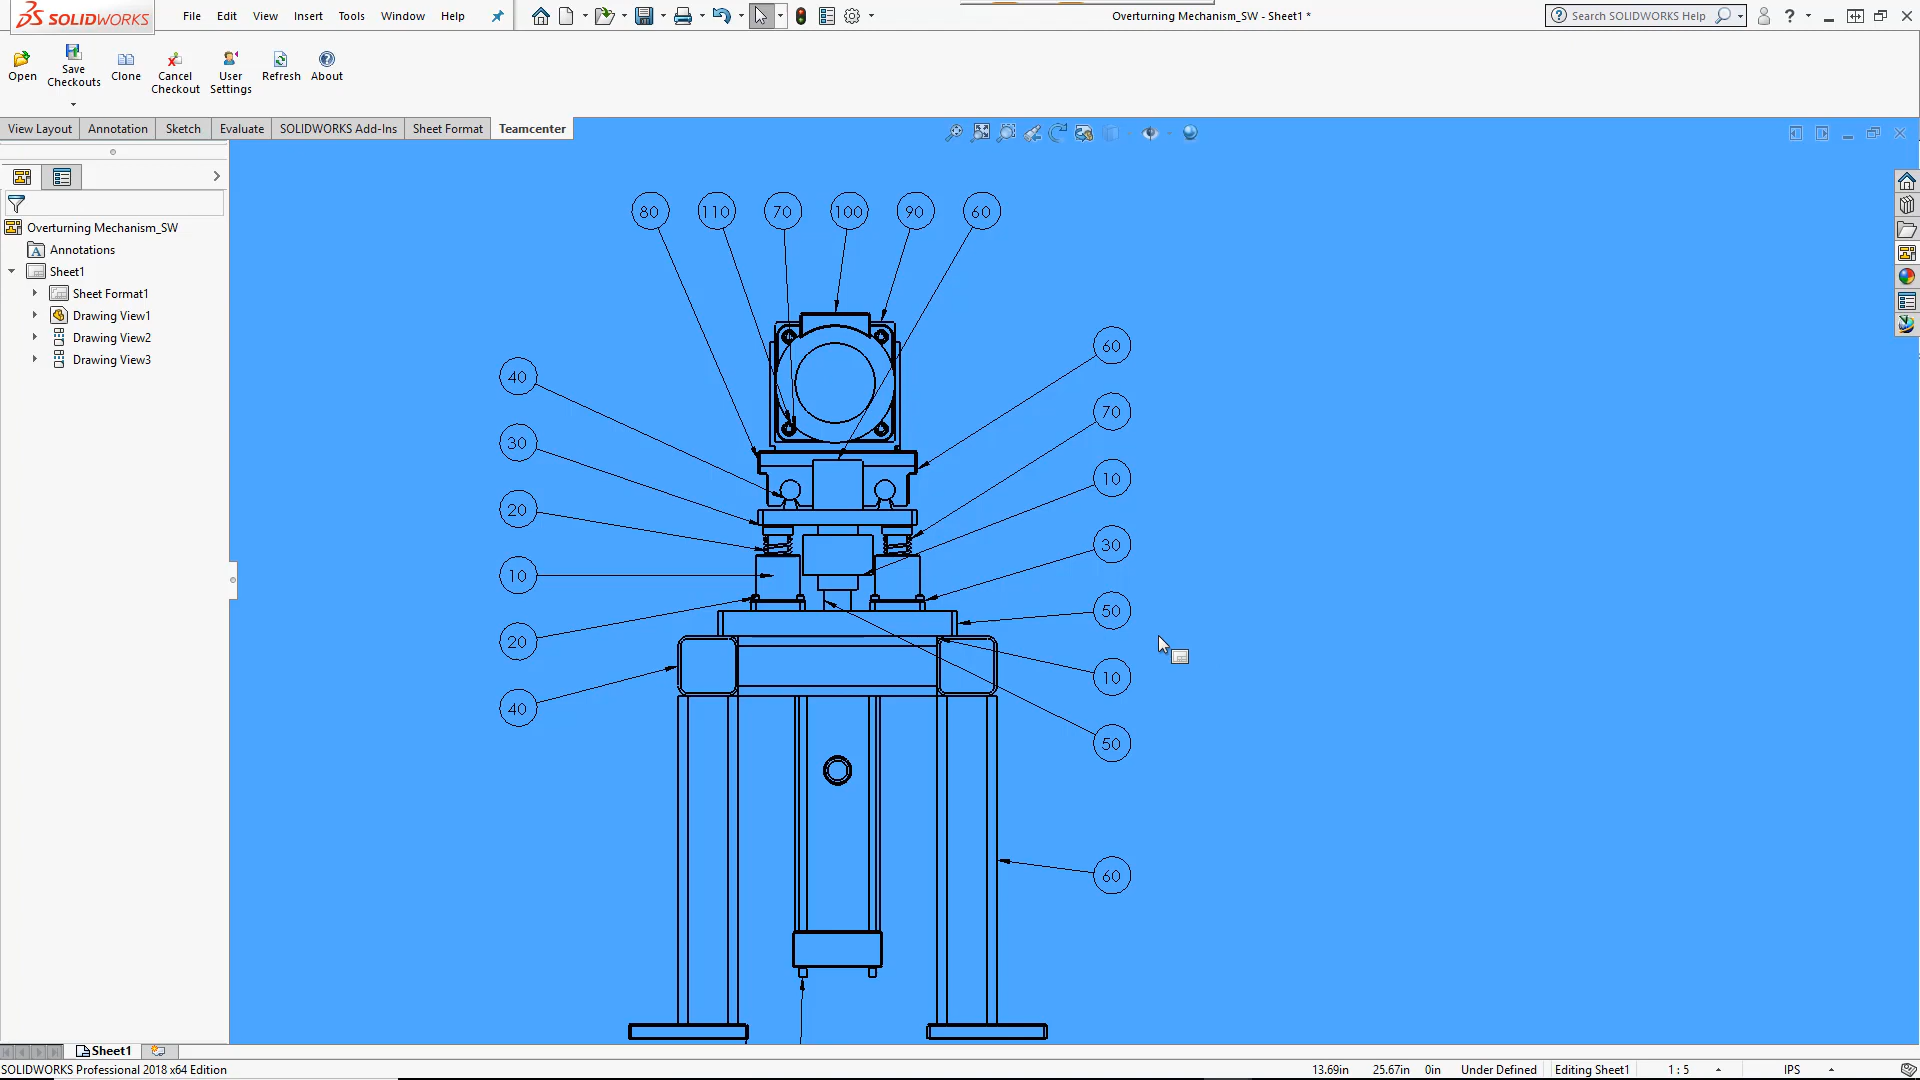 SOLIDWORKS
File Edit View Insert Tools Window Help
Overturning Mechanism_SW - Sheet1 *
Search SOLIDWORKS Help
Open
Save Checkouts
Clone
Cancel Checkout
User Settings
Refresh
About
View Layout Annotation Sketch Evaluate SOLIDWORKS Add-Ins Sheet Format Teamcenter
Overturning Mechanism_SW
A Annotations
Sheet1
Sheet Format1
Drawing View1
Drawing View2
Drawing View3
80 110 70 100 90 60
60
40
70
30
10
20
30
10
50
20
10
40
50
60
Sheet1
SOLIDWORKS Professional 2018 x64 Edition
13.69in 25.67in 0in Under Defined Editing Sheet1 1 : 5 IPS